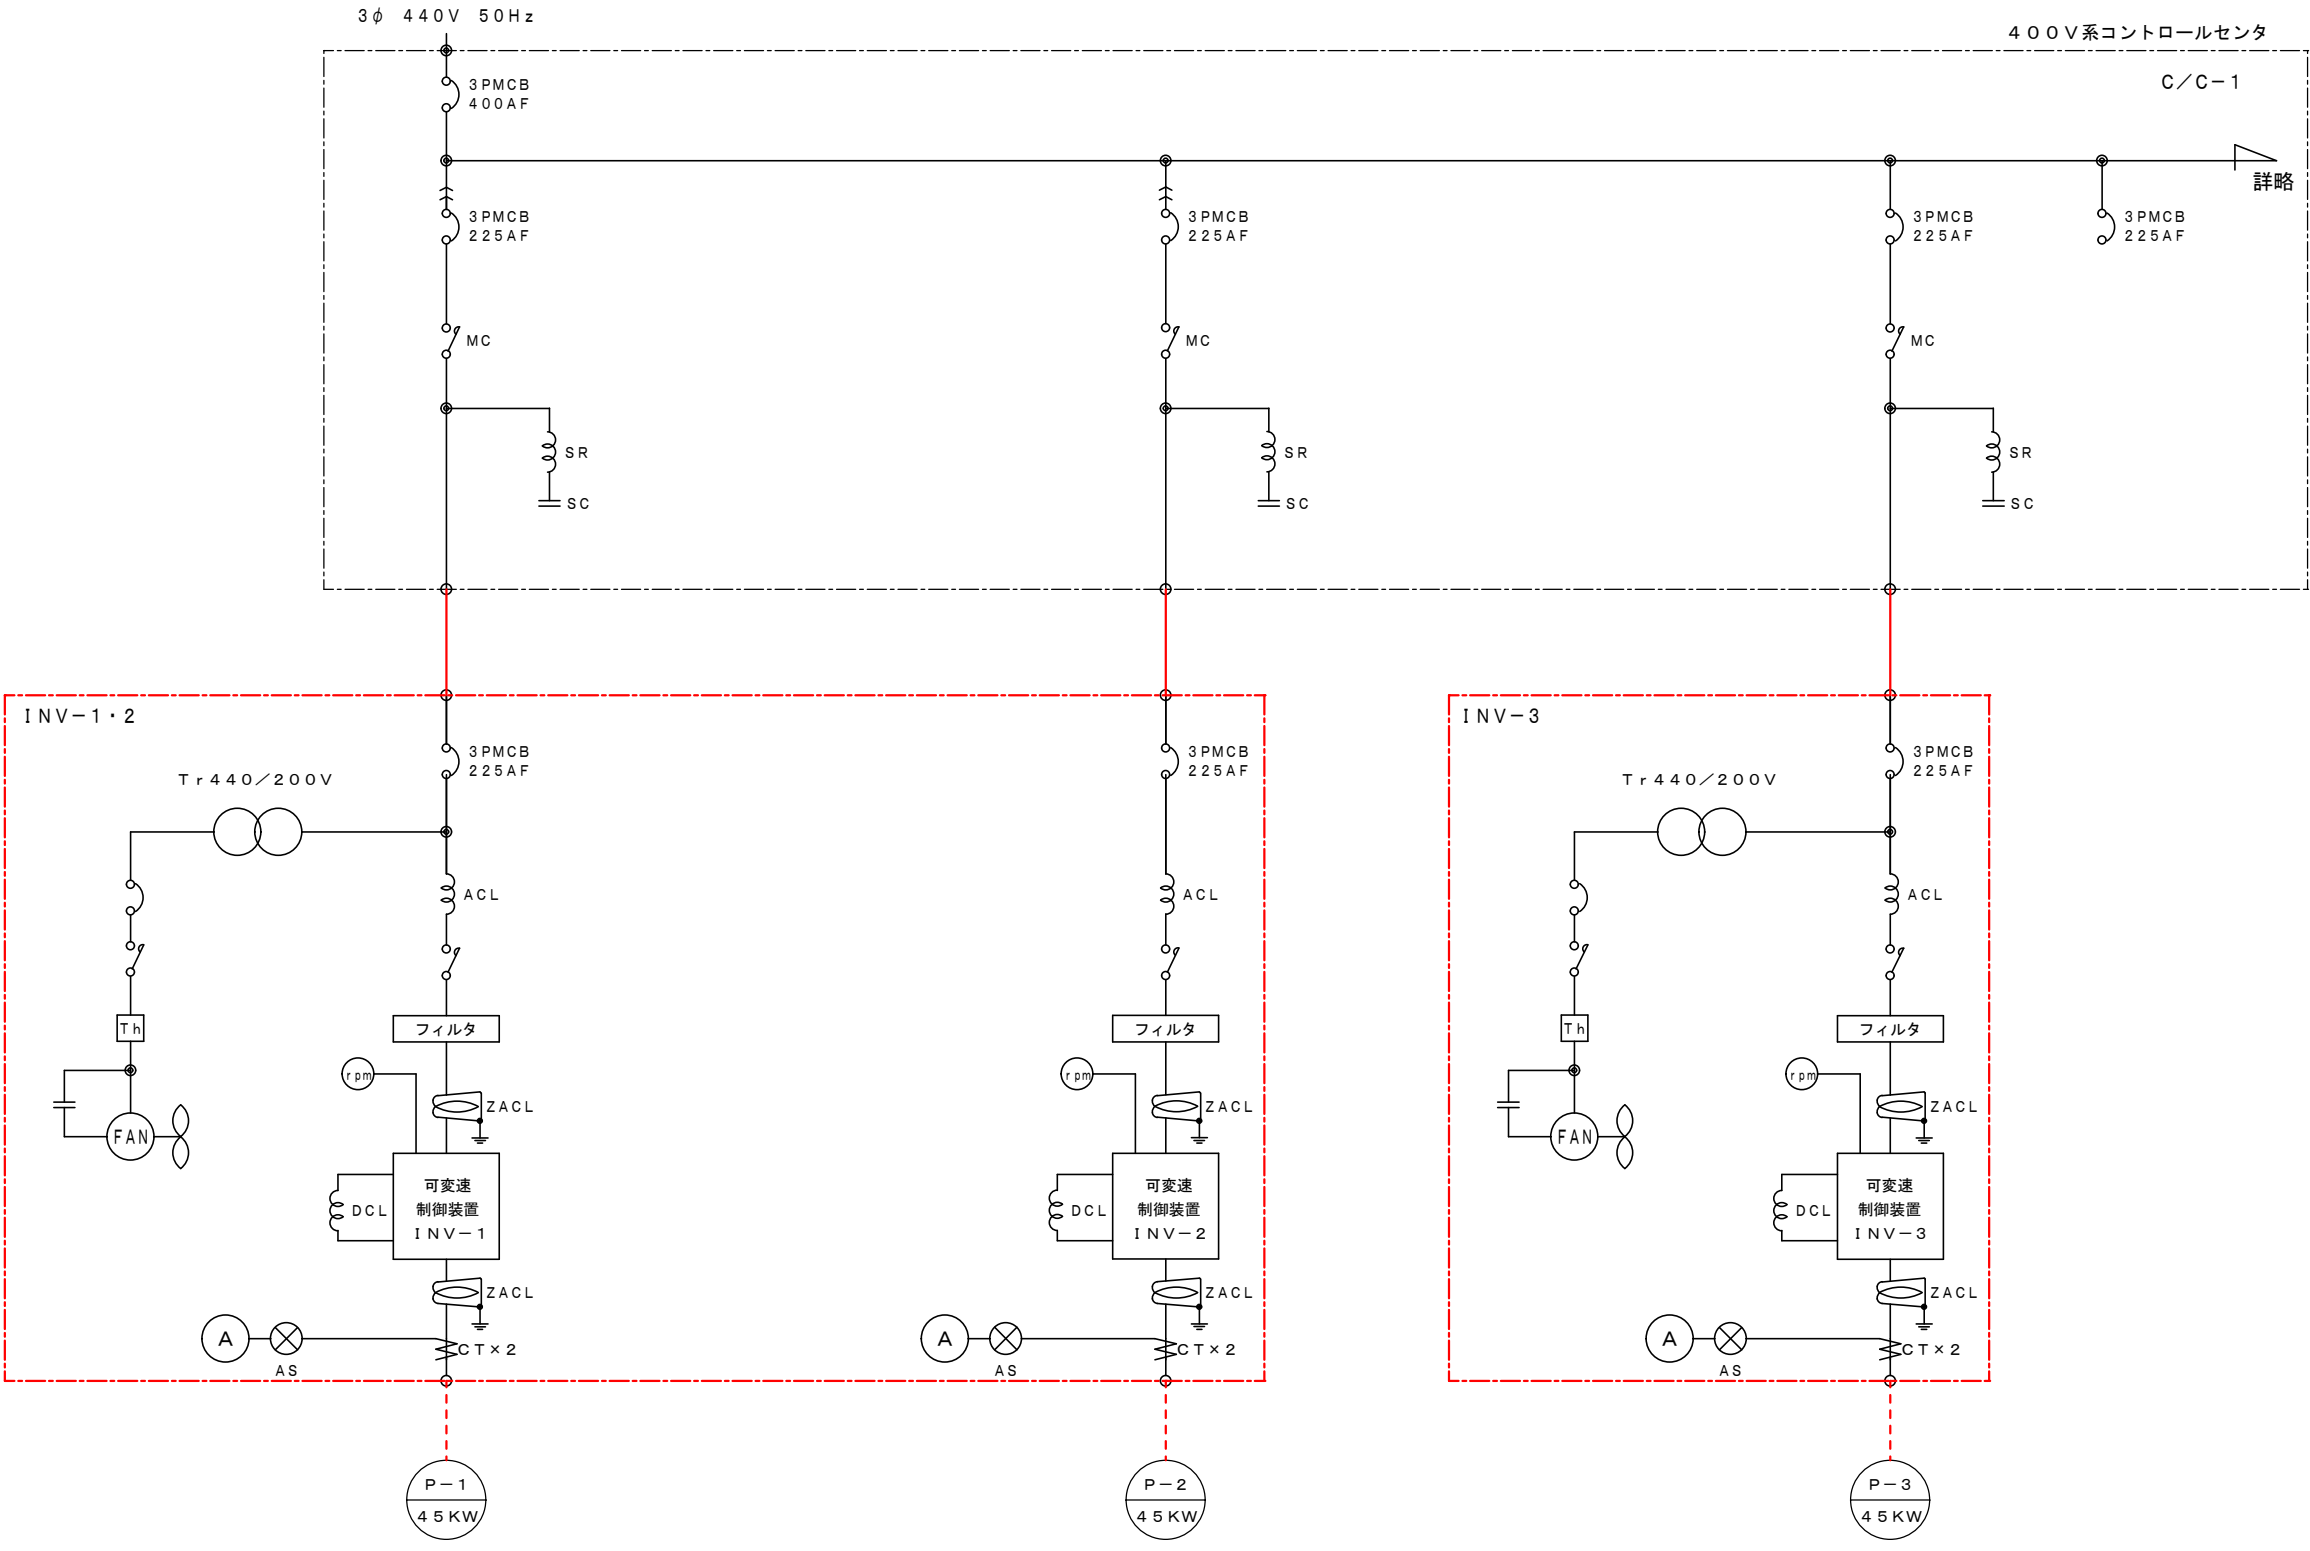 3φ 440V 50Hz
400V系コントロールセンタ
C/C-1
3PMCB
400AF
詳略
3PMCB
225AF
3PMCB
225AF
3PMCB
225AF
3PMCB
225AF
MC
MC
MC
SR
SR
SR
SC
SC
SC
INV-1・2
INV-3
3PMCB
225AF
3PMCB
225AF
3PMCB
225AF
Tr440/200V
Tr440/200V
ACL
ACL
ACL
Th
フィルタ
フィルタ
Th
フィルタ
rpm
rpm
rpm
ZACL
ZACL
ZACL
FAN
FAN
DCL
可変速
制御装置
INV-1
DCL
可変速
制御装置
INV-2
DCL
可変速
制御装置
INV-3
ZACL
ZACL
ZACL
A
CT×2
A
CT×2
A
CT×2
AS
AS
AS
P-1
45KW
P-2
45KW
P-3
45KW